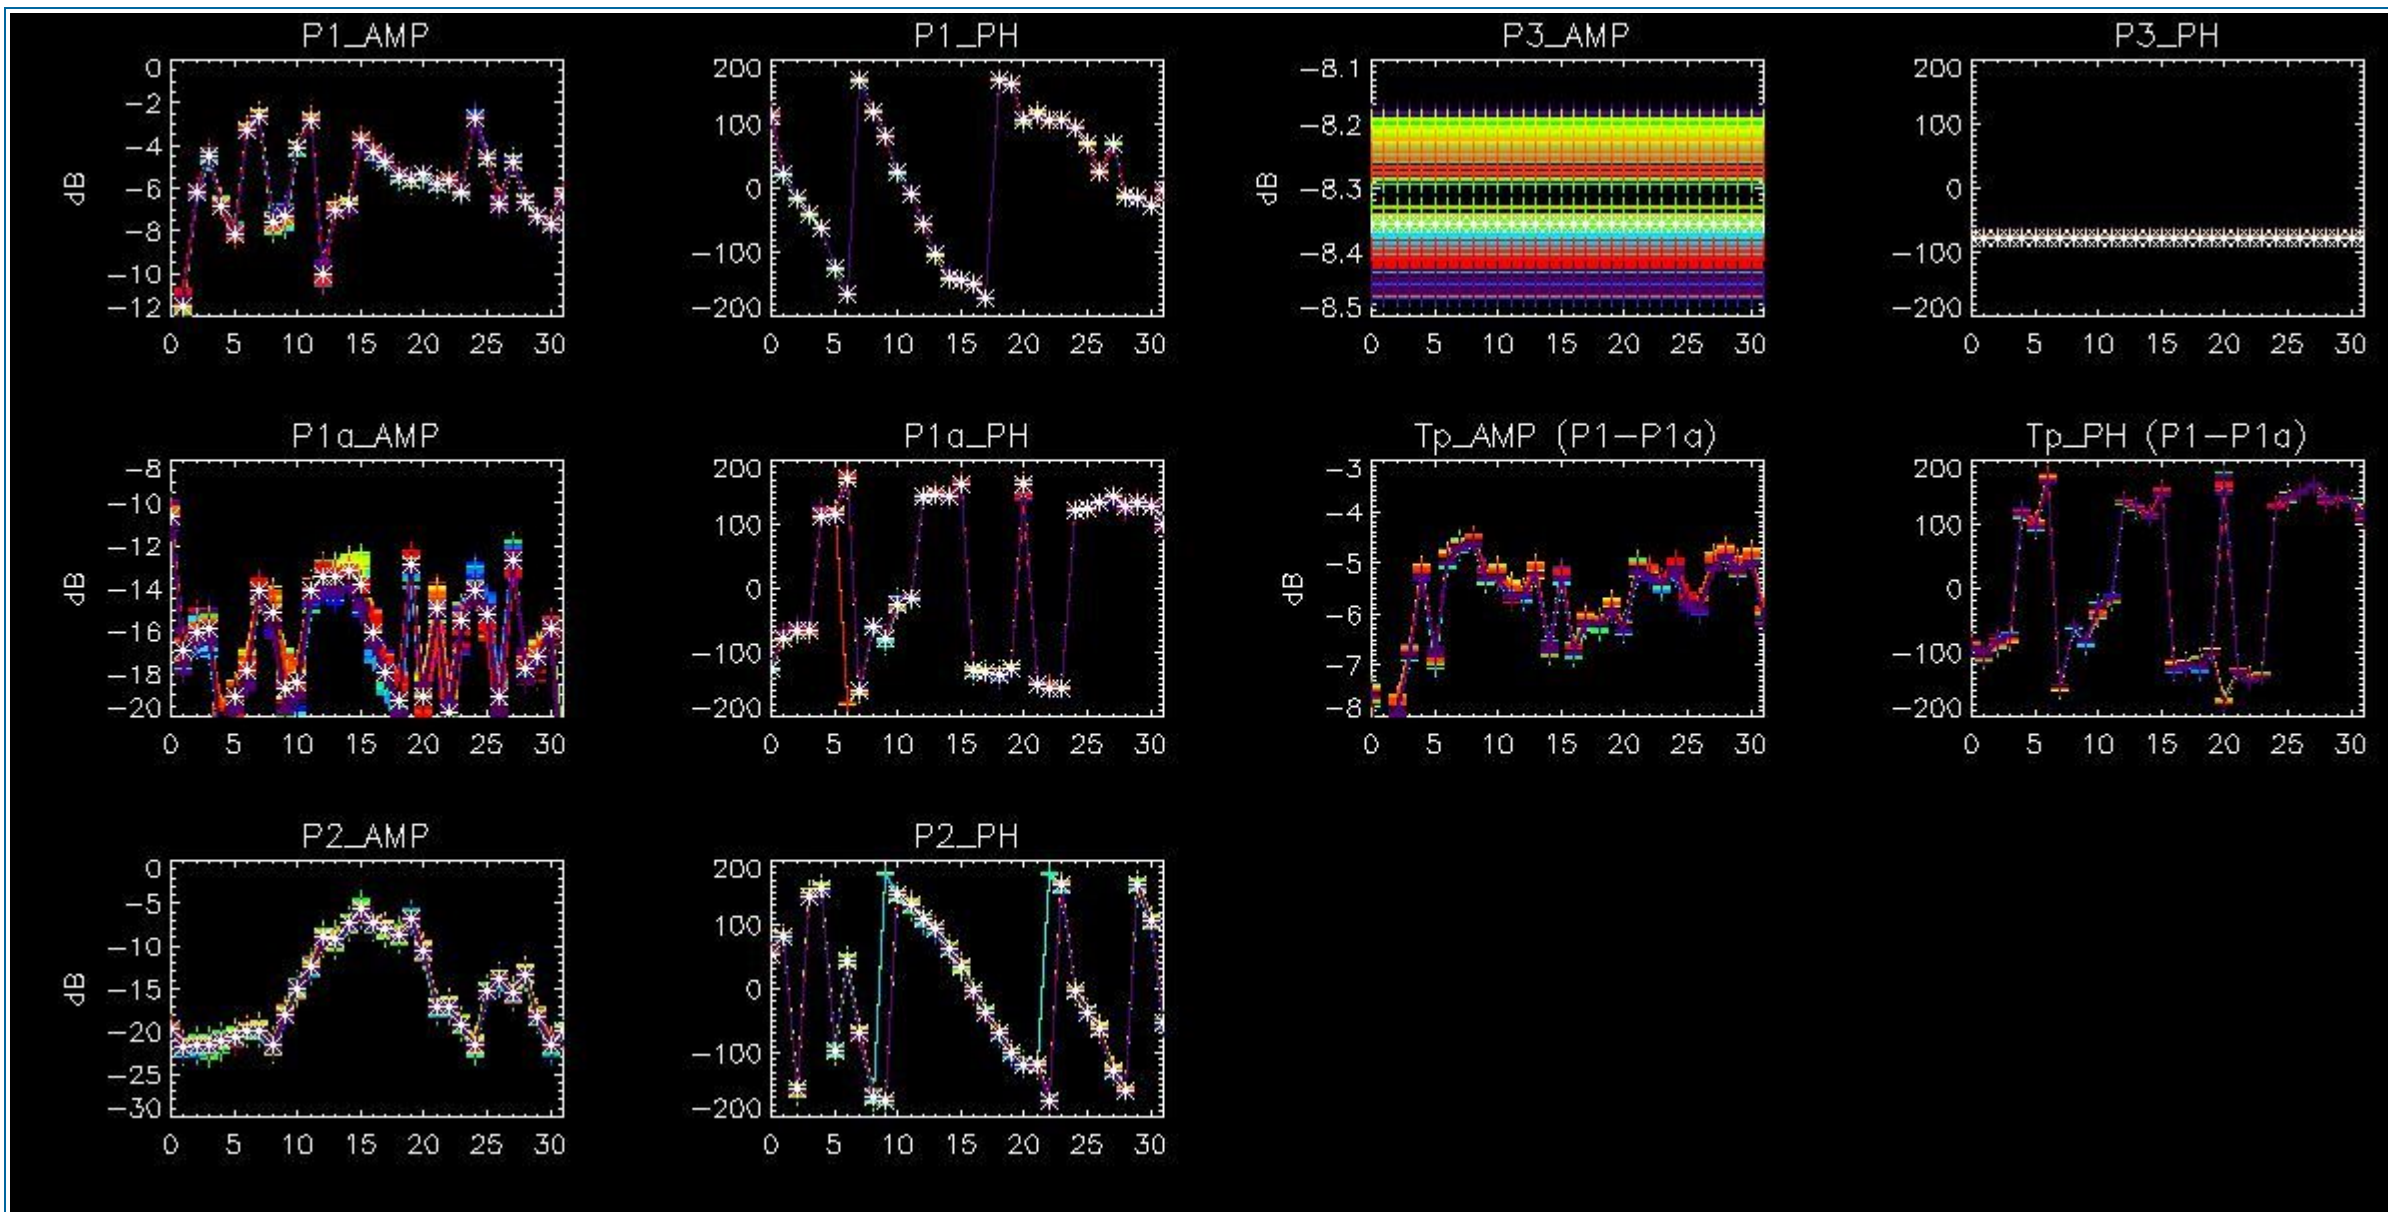 P1_AMP
0
−2
−4
−6
−8
−10
−12
dB
0 5 10 15 20 25 30
P1_PH
200
100
0
−100
−200
0 5 10 15 20 25 30
P3_AMP
−8.1
−8.2
−8.3
−8.4
−8.5
dB
0 5 10 15 20 25 30
P3_PH
200
100
0
−100
−200
0 5 10 15 20 25 30
P1a_AMP
−8
−10
−12
−14
−16
−18
−20
dB
0 5 10 15 20 25 30
P1a_PH
200
100
0
−100
−200
0 5 10 15 20 25 30
Tp_AMP (P1−P1a)
−3
−4
−5
−6
−7
−8
dB
0 5 10 15 20 25 30
Tp_PH (P1−P1a)
200
100
0
−100
−200
0 5 10 15 20 25 30
P2_AMP
0
−5
−10
−15
−20
−25
−30
dB
0 5 10 15 20 25 30
P2_PH
200
100
0
−100
−200
0 5 10 15 20 25 30